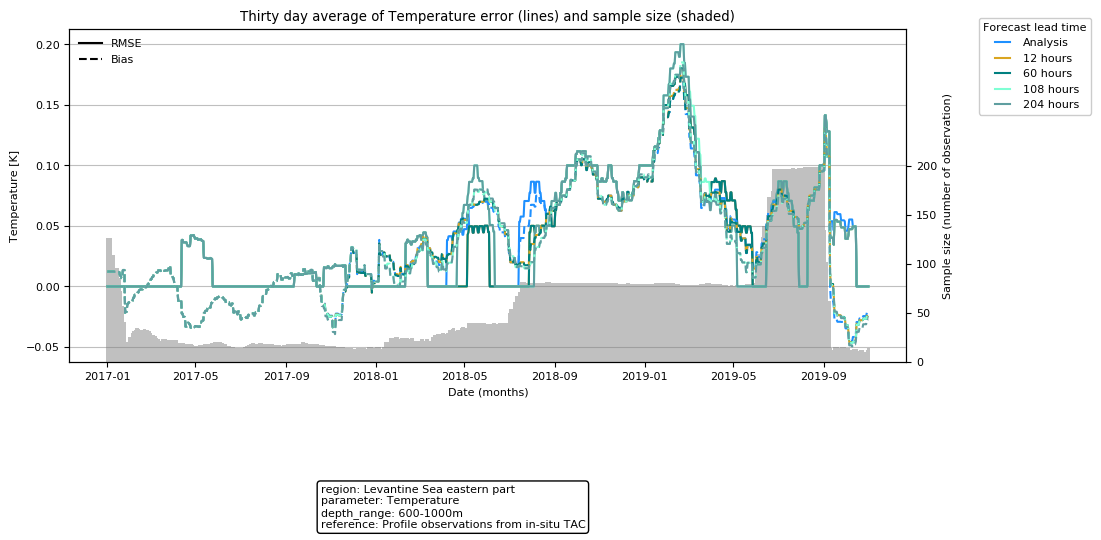 Thirty day average of Temperature error (lines) and sample size (shaded)
RMSE
Bias
Forecast lead time
Analysis
12 hours
60 hours
108 hours
204 hours
Temperature [K]
0.20
0.15
0.10
0.05
0.00
−0.05
Sample size (number of observation)
200
150
100
50
0
2017-01
2017-05
2017-09
2018-01
2018-05
2018-09
2019-01
2019-05
2019-09
Date (months)
region: Levantine Sea eastern part
parameter: Temperature
depth_range: 600-1000m
reference: Profile observations from in-situ TAC